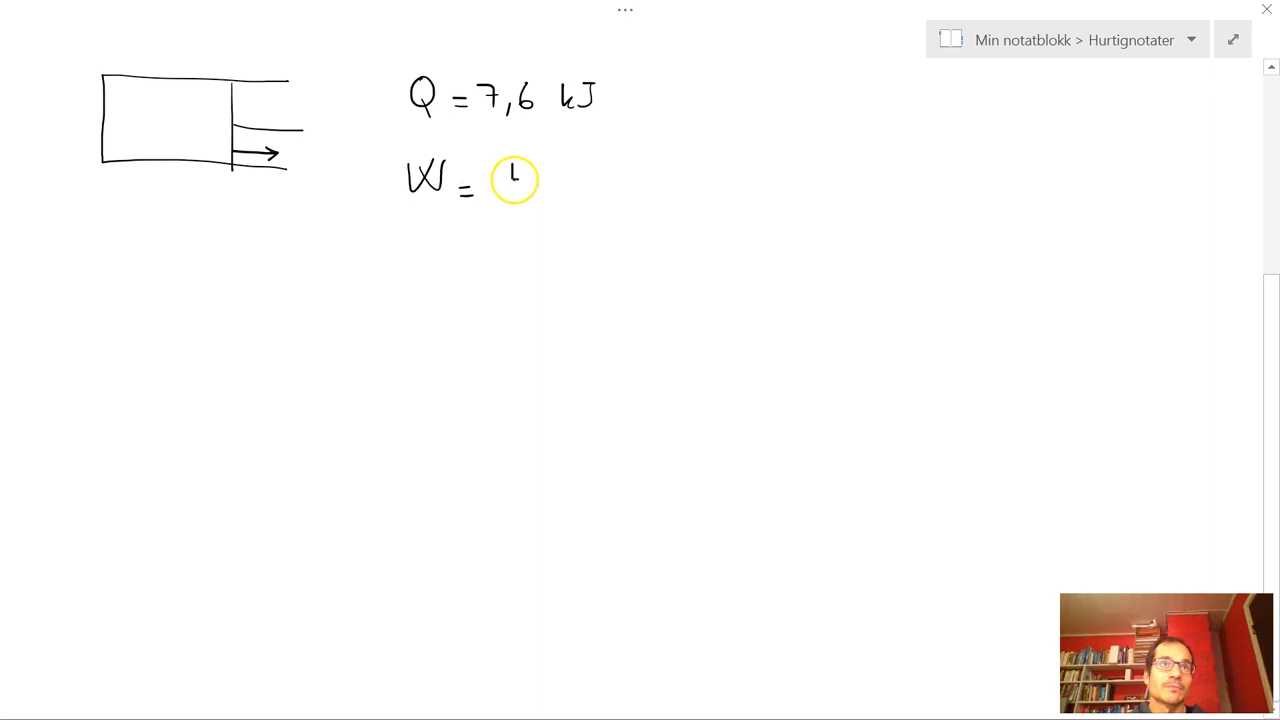 Min notatblokk > Hurtignotater
Q = 7,6 kJ
W =